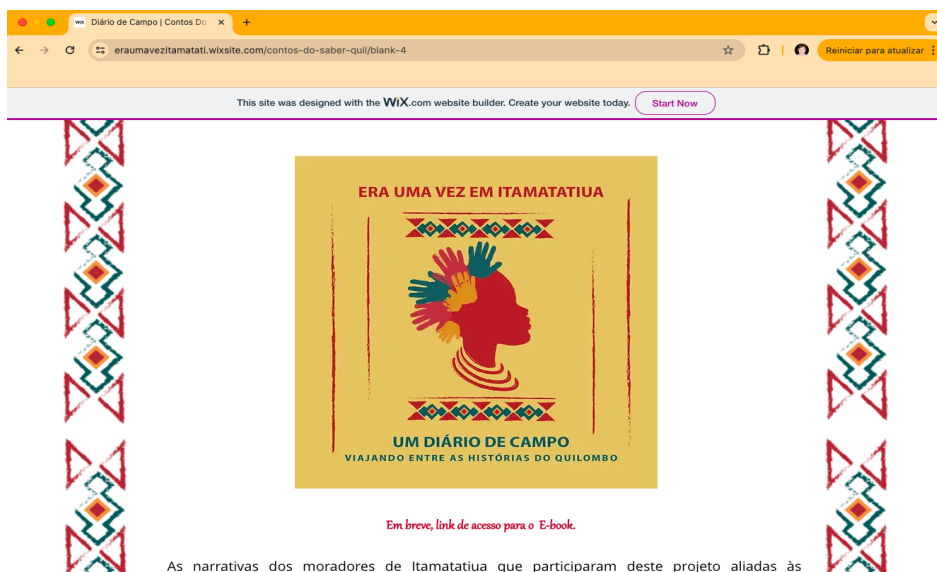 WiX Diário de Campo | Contos Do
eraumavezitamatati.wixsite.com/contos-do-saber-quil/blank-4
Reiniciar para atualizar
This site was designed with the WiX.com website builder. Create your website today. Start Now
ERA UMA VEZ EM ITAMATATIUA
UM DIÁRIO DE CAMPO
VIAJANDO ENTRE AS HISTÓRIAS DO QUILOMBO
Em breve, link de acesso para o E-book.
As narrativas dos moradores de Itamatatiua que participaram deste projeto aliadas às